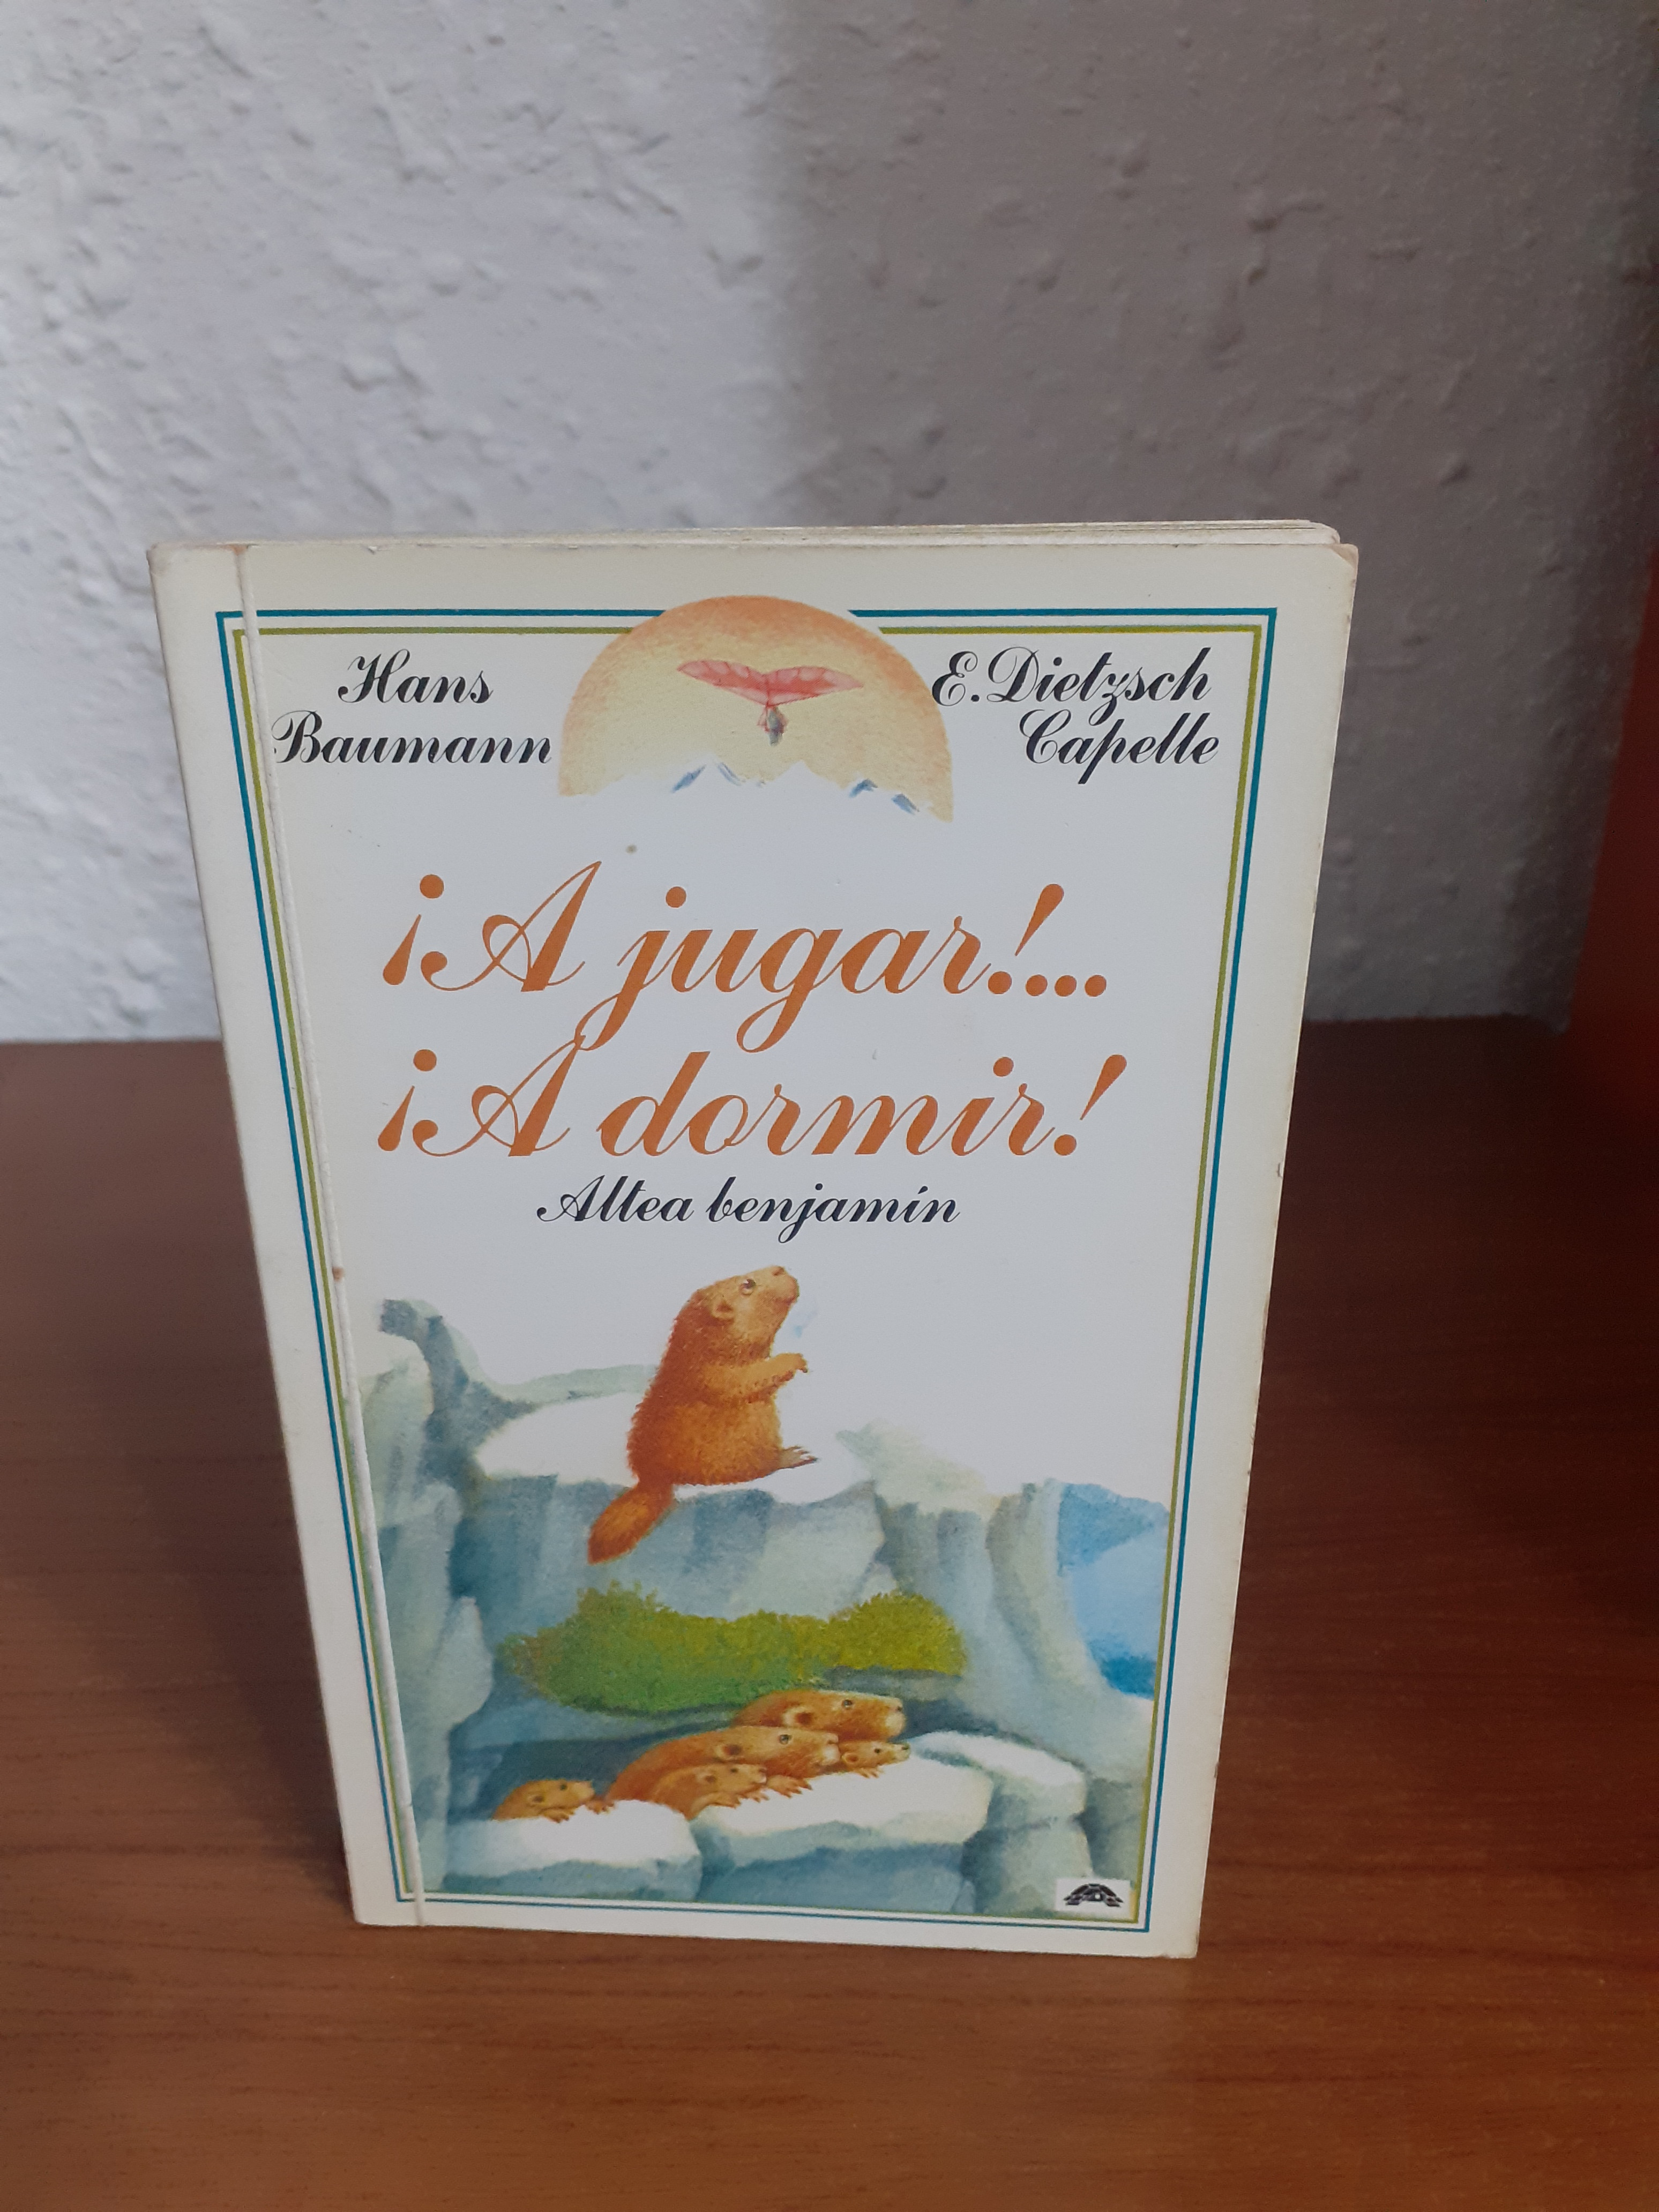 Hans
Baumann
E. Dietzsch
Capelle
¡A jugar!...
¡A dormir!
Altea benjamín